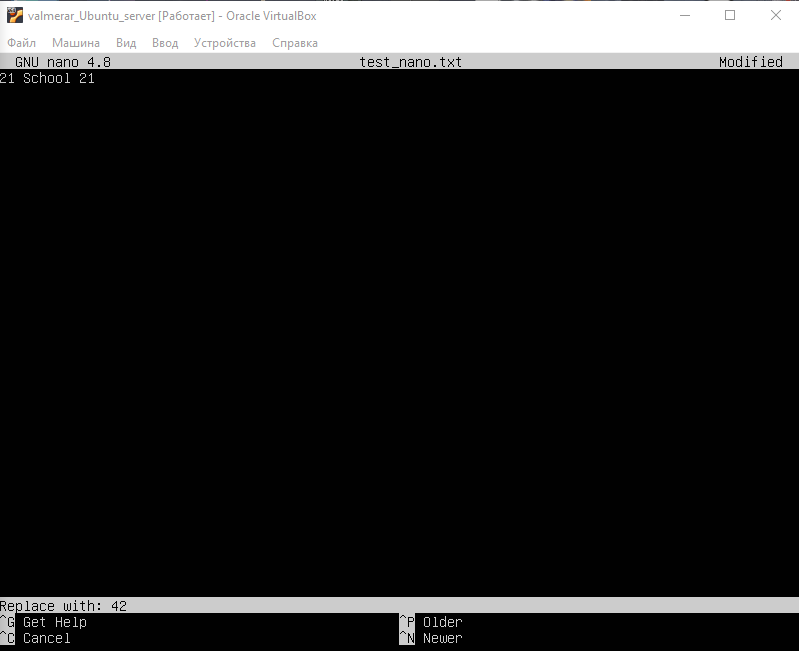 valmerar_Ubuntu_server [Работает] - Oracle VirtualBox
Файл Машина Вид Ввод Устройства Справка
GNU nano 4.8 test_nano.txt Modified
21 School 21
Replace with: 42
^G Get Help ^P Older
^C Cancel ^N Newer